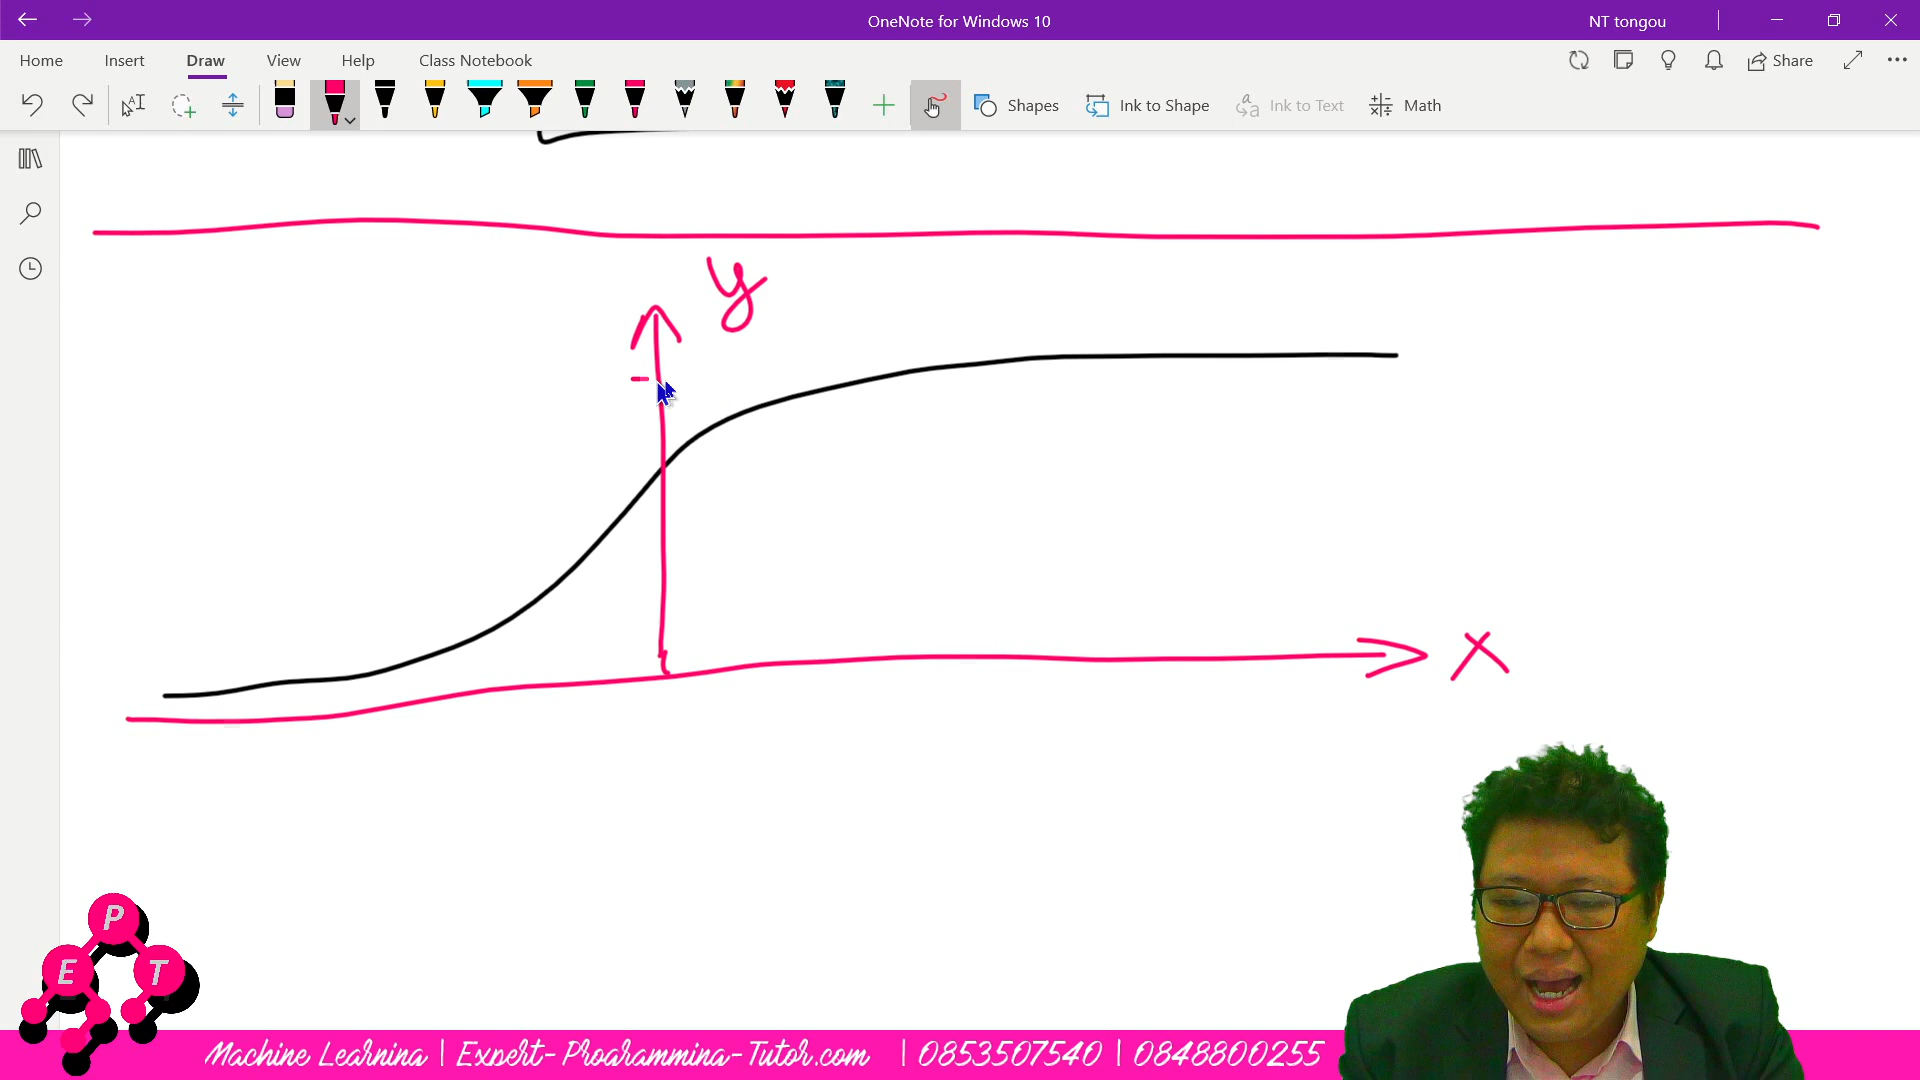 OneNote for Windows 10
NT tongou
Home Insert Draw View Help Class Notebook
Share
Shapes Ink to Shape Ink to Text Math
y
x
P
E T
Machine Learning | Expert-Programming-Tutor.com | 0853507540 | 0848800255